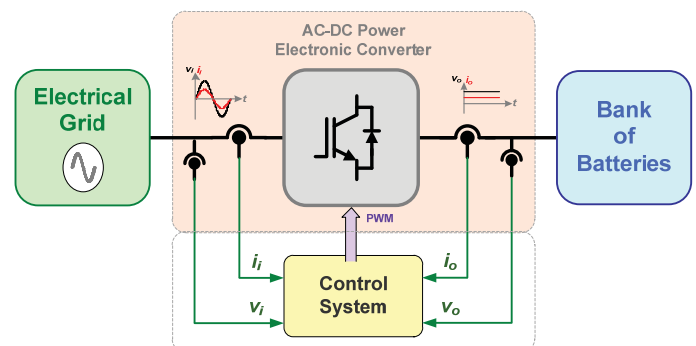 AC-DC Power
Electronic Converter
vi ii
t
vo io
t
Electrical
Grid
Bank
of
Batteries
PWM
ii
io
Control
System
vi
vo